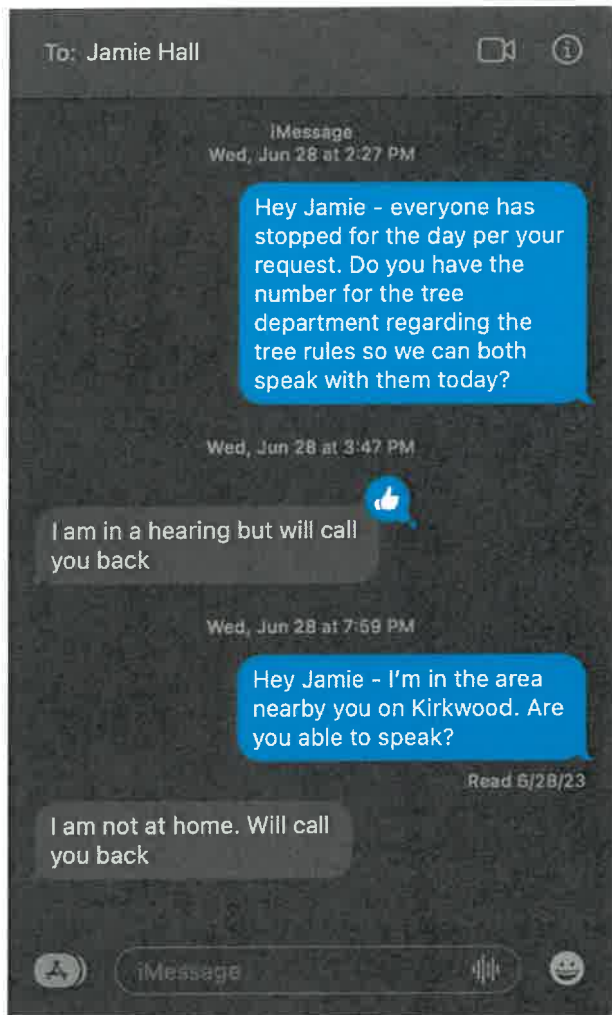 To: Jamie Hall
iMessage
Wed, Jun 28 at 2:27 PM
Hey Jamie - everyone has
stopped for the day per your
request. Do you have the
number for the tree
department regarding the
tree rules so we can both
speak with them today?
Wed, Jun 28 at 3:47 PM
I am in a hearing but will call
you back
Wed, Jun 28 at 7:59 PM
Hey Jamie - I'm in the area
nearby you on Kirkwood. Are
you able to speak?
Read 6/28/23
I am not at home. Will call
you back
iMessage